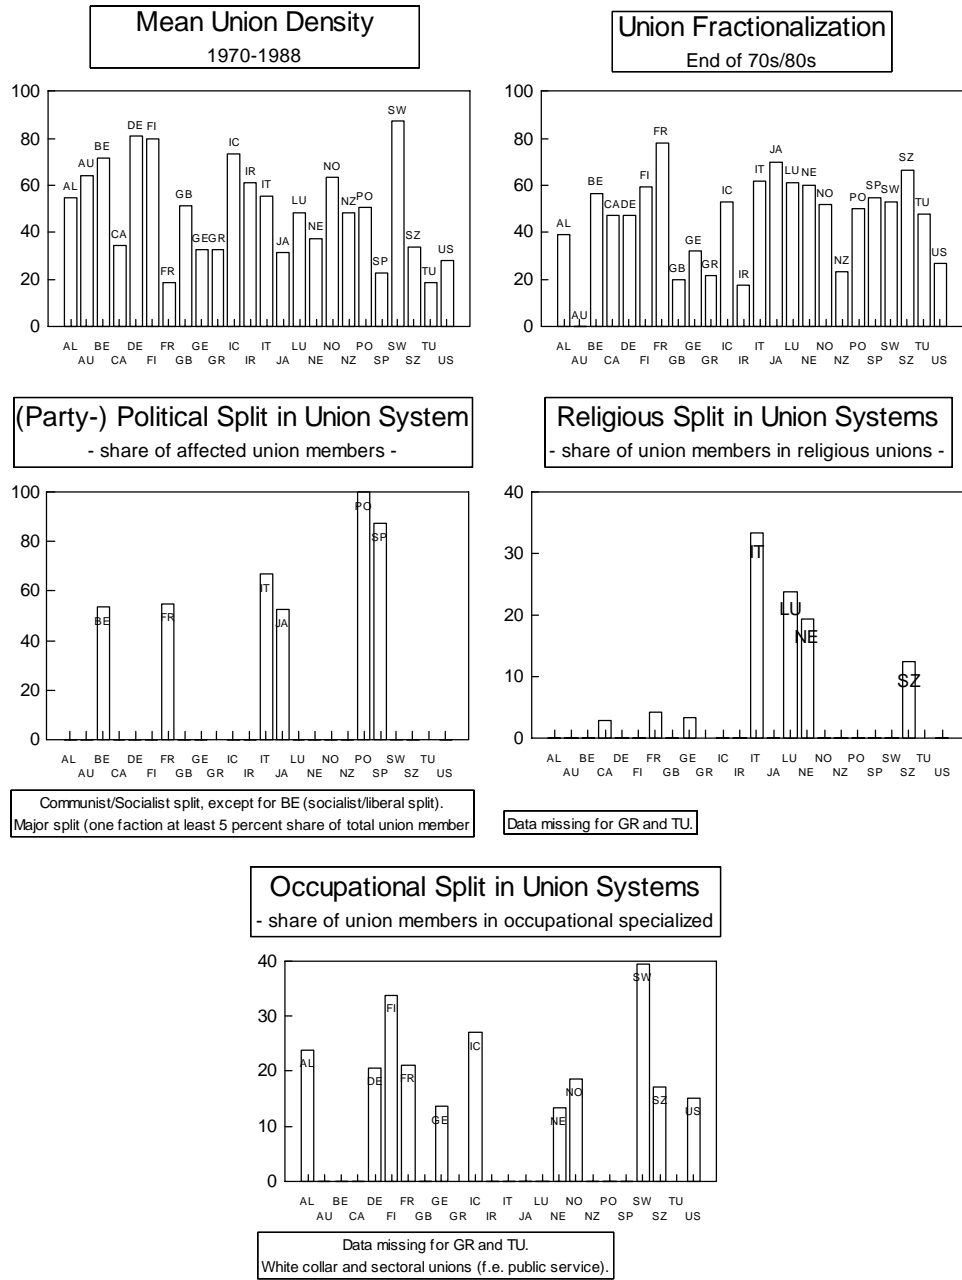 Mean Union Density
1970-1988
100
80
60
40
20
0
AL AU BE CA DE FI FR GB GE GR IC IR IT JA LU NE NO NZ PO SP SW SZ TU US
AL BE DE FR GE IC IT LU NO PO SW TU
AU CA FI GB GR IR JA NE NZ SP SZ US
Union Fractionalization
End of 70s/80s
100
80
60
40
20
0
AL AU BE CA DE FI FR GB GE GR IC IR IT JA LU NE NO NZ PO SP SW SZ TU US
AL BE DE FR GE IC IT LU NO PO SW TU
AU CA FI GB GR IR JA NE NZ SP SZ US
(Party-) Political Split in Union System
- share of affected union members -
100
80
60
40
20
0
BE FR IT JA PO SP
AL BE DE FR GE IC IT LU NO PO SW TU
AU CA FI GB GR IR JA NE NZ SP SZ US
Communist/Socialist split, except for BE (socialist/liberal split).
Major split (one faction at least 5 percent share of total union member
Religious Split in Union Systems
- share of union members in religious unions -
40
30
20
10
0
IT LU NE SZ
AL BE DE FR GE IC IT LU NO PO SW TU
AU CA FI GB GR IR JA NE NZ SP SZ US
Data missing for GR and TU.
Occupational Split in Union Systems
- share of union members in occupational specialized
40
30
20
10
0
AL DE FI FR GE IC NE NO SW SZ US
AL BE DE FR GE IC IT LU NO PO SW TU
AU CA FI GB GR IR JA NE NZ SP SZ US
Data missing for GR and TU.
White collar and sectoral unions (f.e. public service).